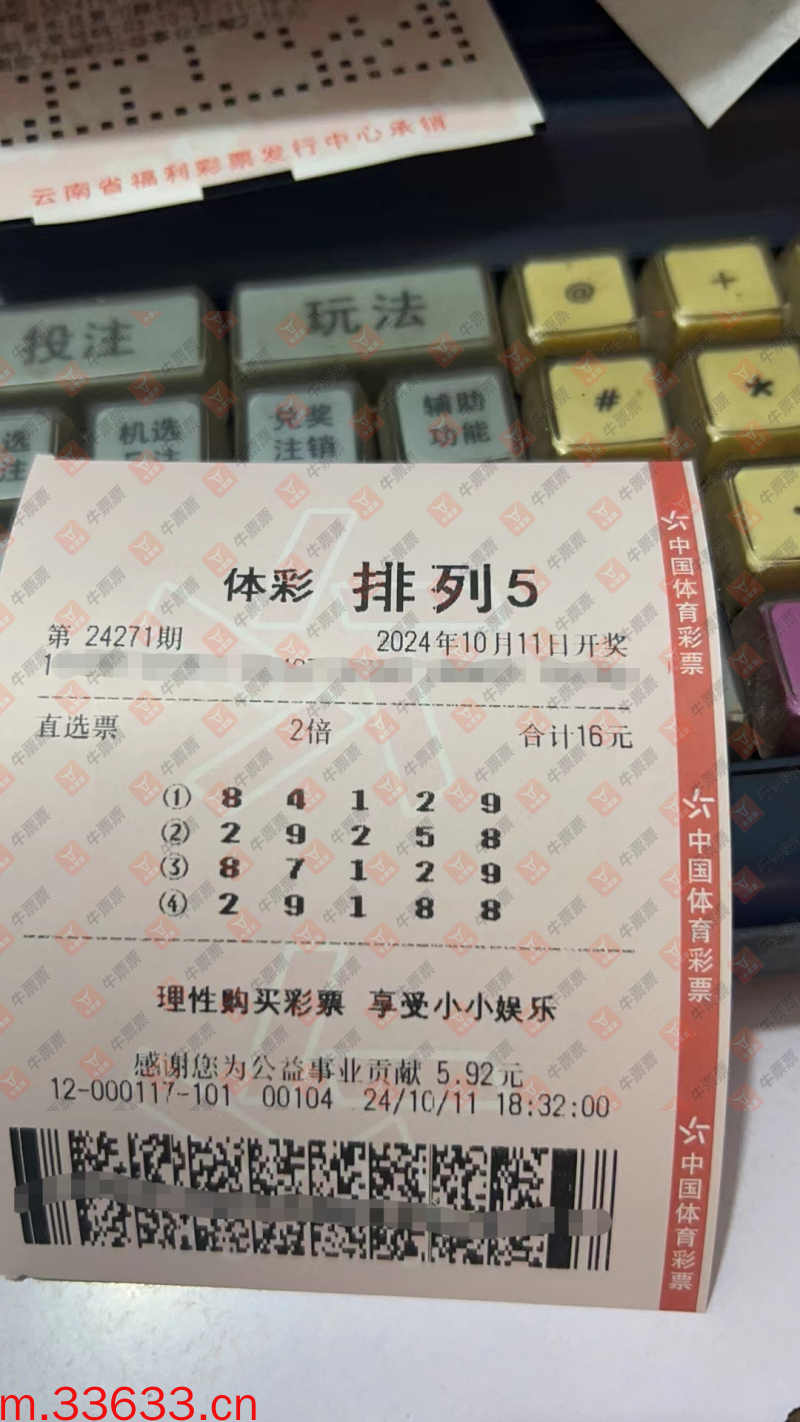 云南省福利彩票发行中心承销
投注
玩法
@
+
选
注
机选
兑奖
注销
辅助
功能
#
*
体彩 排列5
第 24271期 2024年10月11日开奖
1
直选票 2倍 合计16元
① 8 4 1 2 9
② 2 9 2 5 8
③ 8 7 1 2 9
④ 2 9 1 8 8
理性购买彩票 享受小小娱乐
感谢您为公益事业贡献 5.92元
12-000117-101 00104 24/10/11 18:32:00
中国体育彩票
中国体育彩票
中国体育彩票
牛票票
m.33633.cn